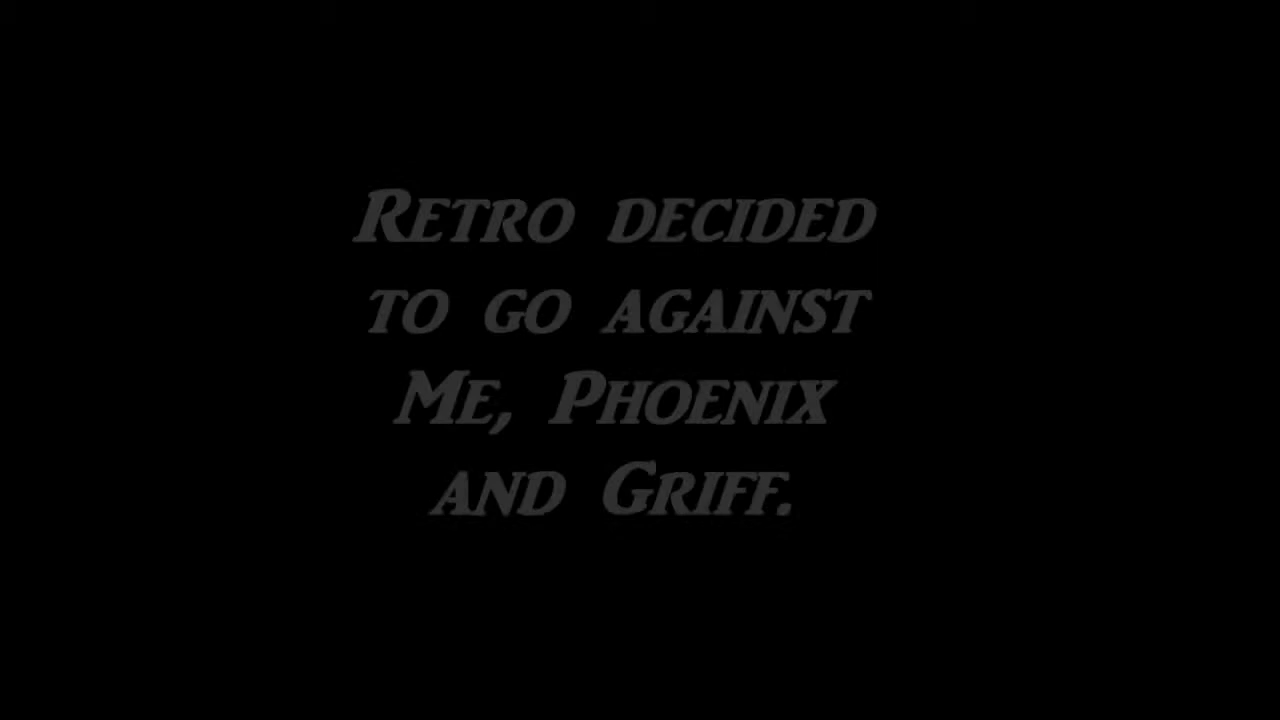 Retro decided
to go against
Me, Phoenix
and Griff.